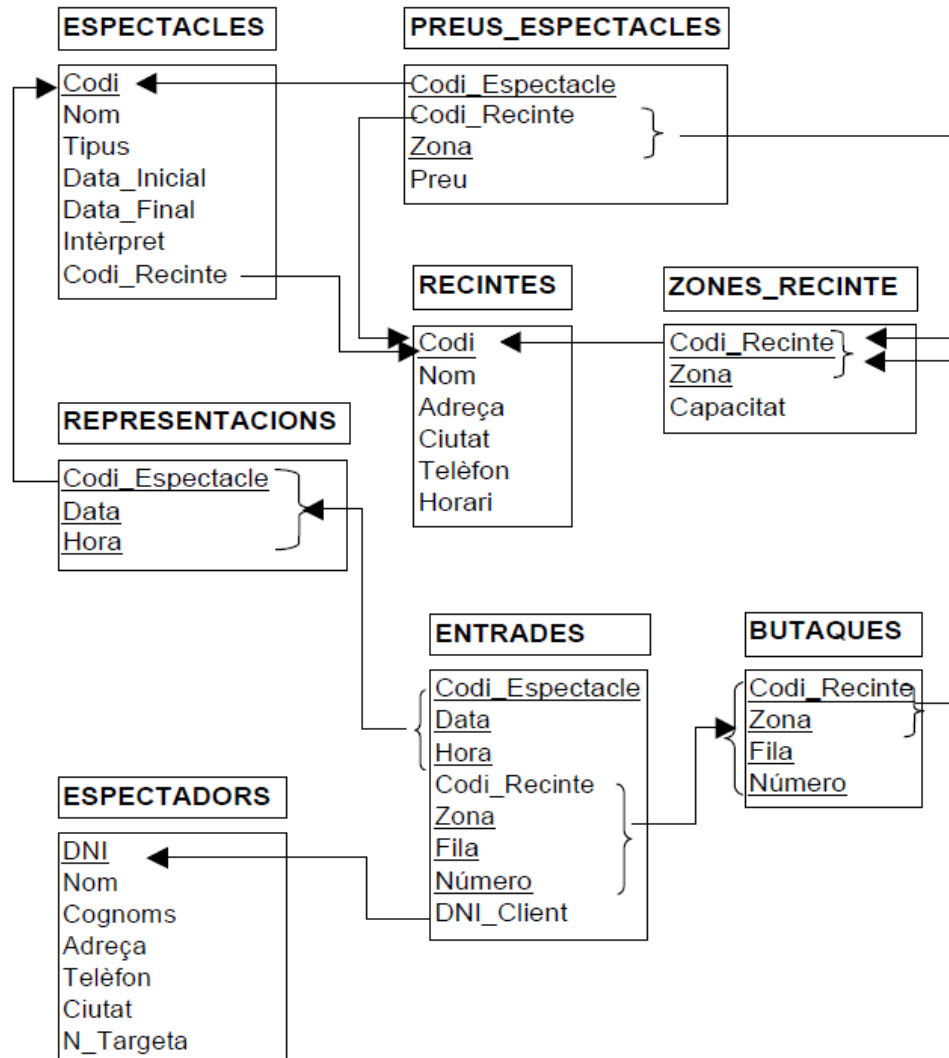 ESPECTACLES
Codi
Nom
Tipus
Data_Inicial
Data_Final
Intèrpret
Codi_Recinte
PREUS_ESPECTACLES
Codi_Espectacle
Codi_Recinte
Zona
Preu
RECINTES
Codi
Nom
Adreça
Ciutat
Telèfon
Horari
ZONES_RECINTE
Codi_Recinte
Zona
Capacitat
REPRESENTACIONS
Codi_Espectacle
Data
Hora
ENTRADES
Codi_Espectacle
Data
Hora
Codi_Recinte
Zona
Fila
Número
DNI_Client
BUTAQUES
Codi_Recinte
Zona
Fila
Número
ESPECTADORS
DNI
Nom
Cognoms
Adreça
Telèfon
Ciutat
N_Targeta